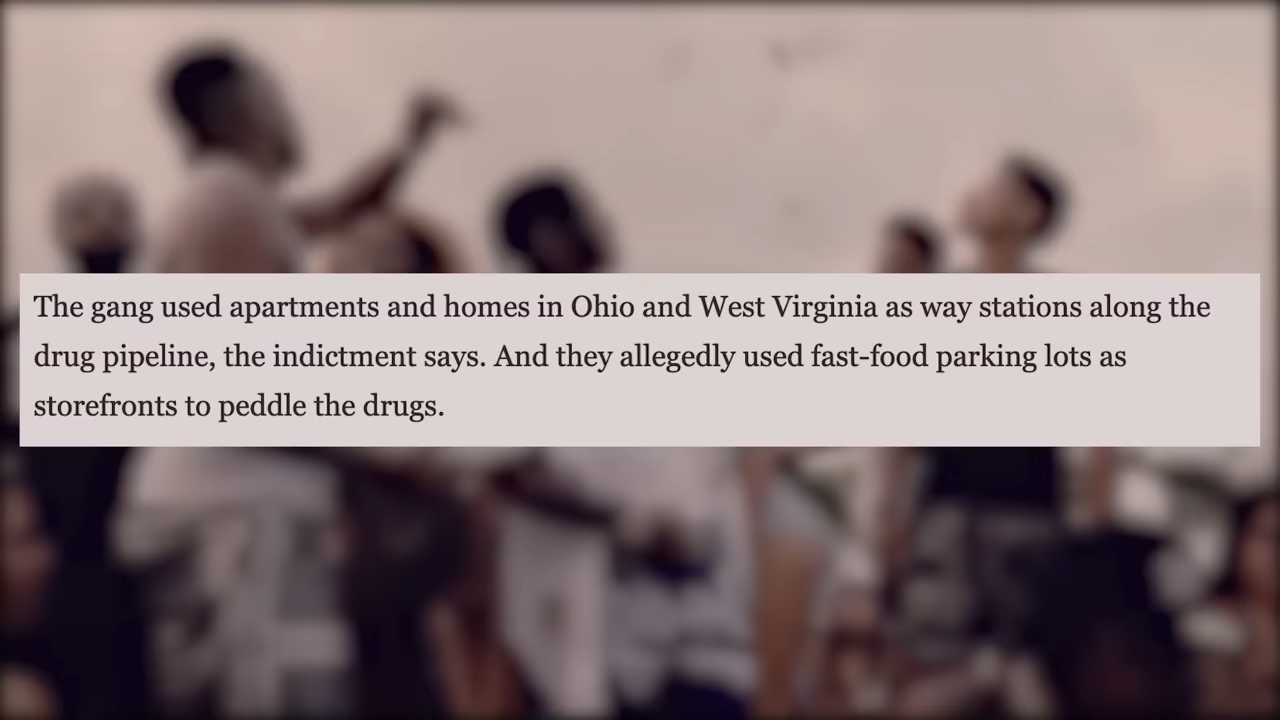 The gang used apartments and homes in Ohio and West Virginia as way stations along the
drug pipeline, the indictment says. And they allegedly used fast-food parking lots as
storefronts to peddle the drugs.